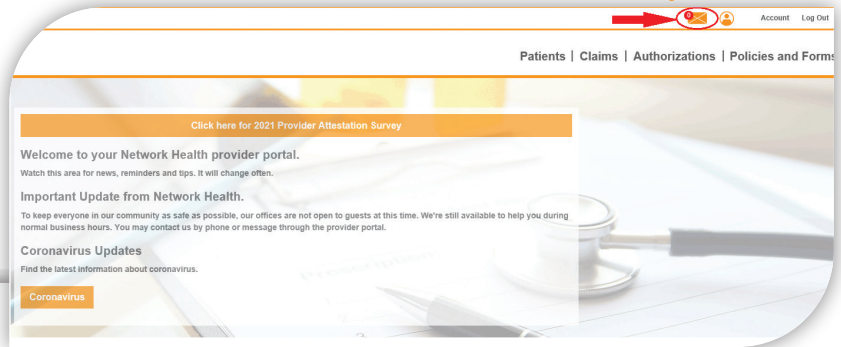 0
Account Log Out
Patients | Claims | Authorizations | Policies and Forms
Click here for 2021 Provider Attestation Survey
Welcome to your Network Health provider portal.
Watch this area for news, reminders and tips. It will change often.
Important Update from Network Health.
To keep everyone in our community as safe as possible, our offices are not open to guests at this time. We're still available to help you during
normal business hours. You may contact us by phone or message through the provider portal.
Coronavirus Updates
Find the latest information about coronavirus.
Coronavirus
Prescription